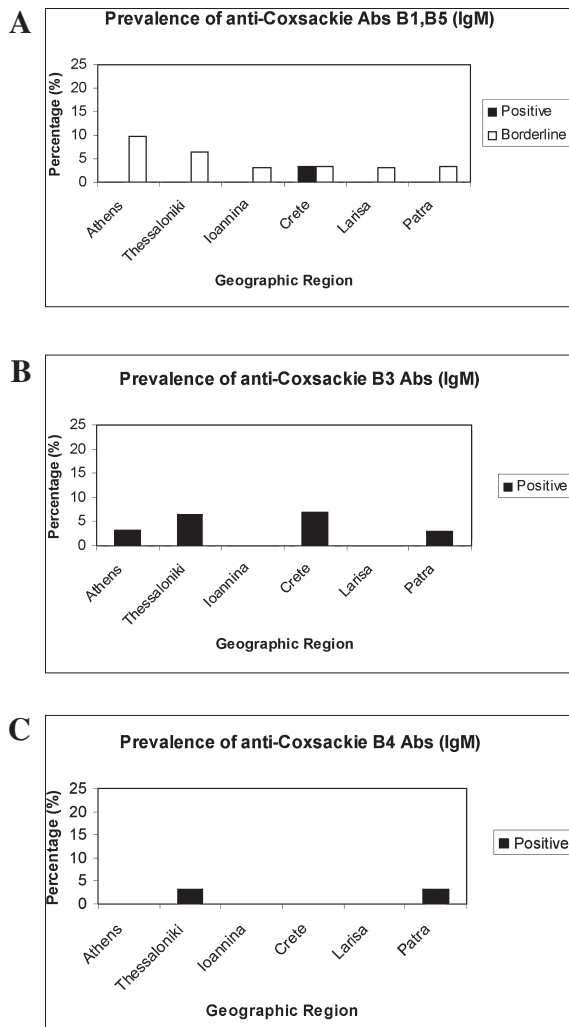 A
Prevalence of anti-Coxsackie Abs B1,B5 (IgM)
Percentage (%)
25
20
15
10
5
0
Athens
Thessaloniki
Ioannina
Crete
Larisa
Patra
Geographic Region
Positive
Borderline
B
Prevalence of anti-Coxsackie B3 Abs (IgM)
Percentage (%)
25
20
15
10
5
0
Athens
Thessaloniki
Ioannina
Crete
Larisa
Patra
Geographic Region
Positive
C
Prevalence of anti-Coxsackie B4 Abs (IgM)
Percentage (%)
25
20
15
10
5
0
Athens
Thessaloniki
Ioannina
Crete
Larisa
Patra
Geographic Region
Positive